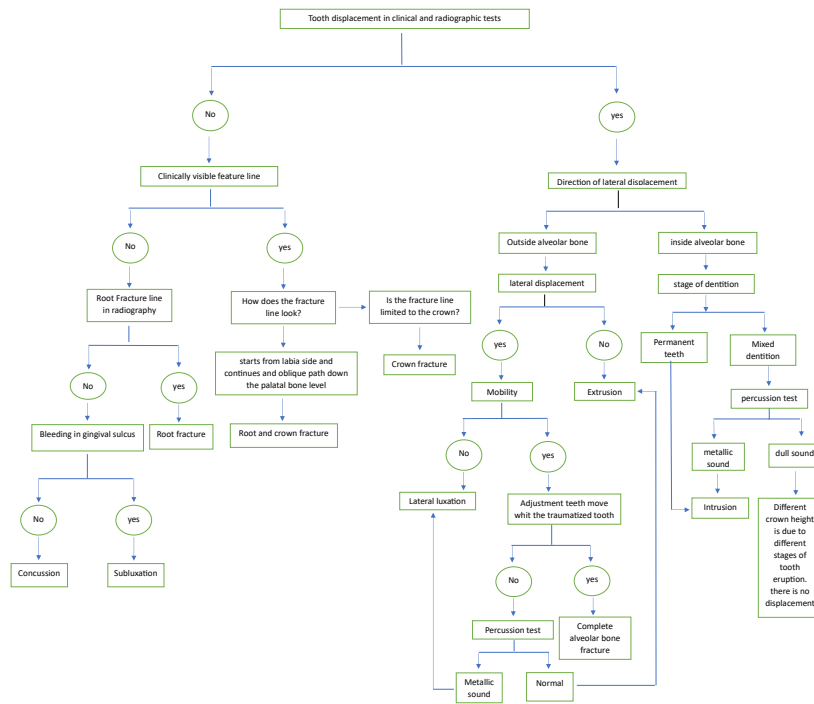 Tooth displacement in clinical and radiographic tests
No
yes
Clinically visible feature line
Direction of lateral displacement
No
yes
Outside alveolar bone
inside alveolar bone
Root Fracture line
in radiography
How does the fracture
line look?
Is the fracture line
limited to the crown?
lateral displacement
stage of dentition
starts from labia side and
continues and oblique path down
the palatal bone level
Crown fracture
yes
No
Permanent
teeth
Mixed
dentition
No
yes
Mobility
Extrusion
percussion test
Bleeding in gingival sulcus
Root fracture
Root and crown fracture
No
yes
metallic
sound
dull sound
Lateral luxation
Adjustment teeth move
whit the traumatized tooth
Intrusion
Different
crown height
is due to
different
stages of
tooth
eruption.
there is no
displacement
No
yes
Concussion
Subluxation
No
yes
Percussion test
Complete
alveolar bone
fracture
Metallic
sound
Normal